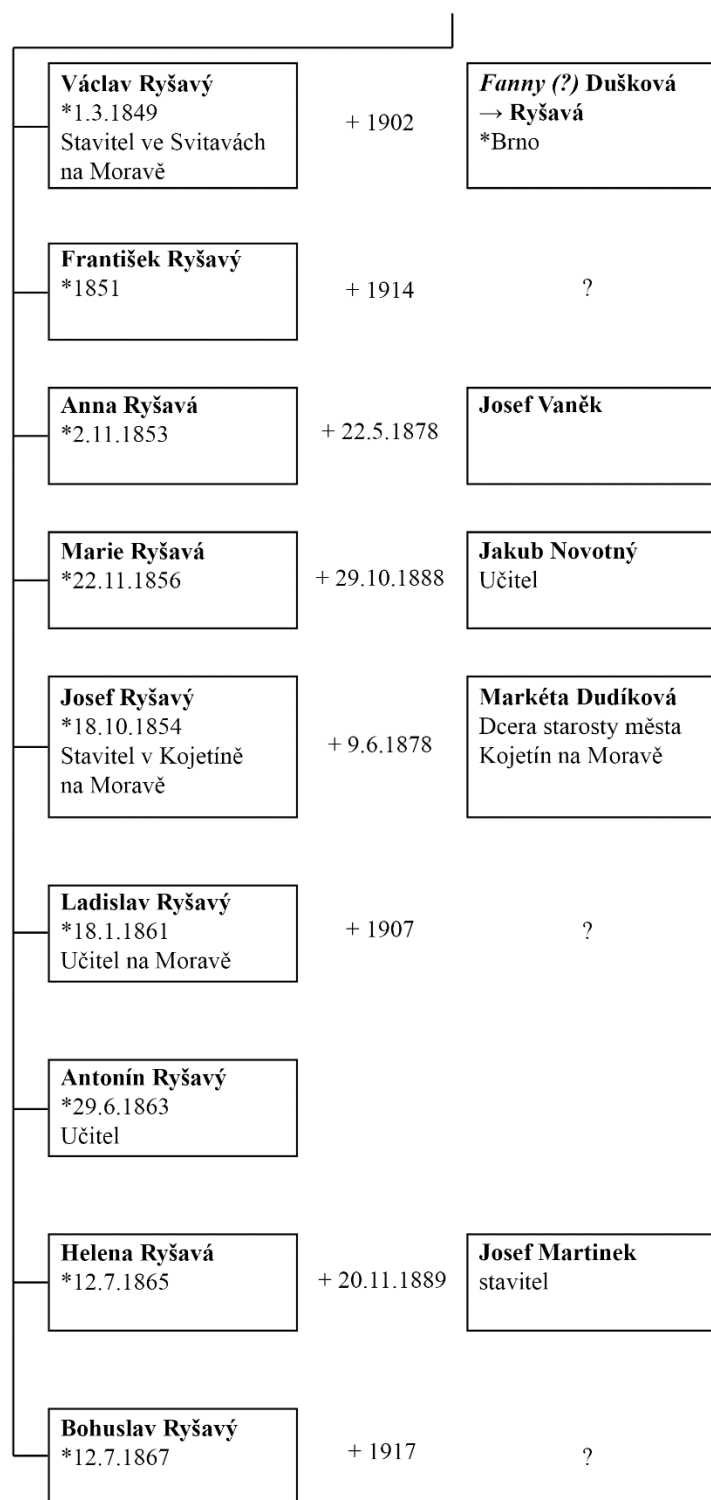 Václav Ryšavý
*1.3.1849
Stavitel ve Svitavách
na Moravě
+ 1902
Fanny (?) Dušková
→ Ryšavá
*Brno
František Ryšavý
*1851
+ 1914
?
Anna Ryšavá
*2.11.1853
+ 22.5.1878
Josef Vaněk
Marie Ryšavá
*22.11.1856
+ 29.10.1888
Jakub Novotný
Učitel
Josef Ryšavý
*18.10.1854
Stavitel v Kojetíně
na Moravě
+ 9.6.1878
Markéta Dudíková
Dcera starosty města
Kojetín na Moravě
Ladislav Ryšavý
*18.1.1861
Učitel na Moravě
+ 1907
?
Antonín Ryšavý
*29.6.1863
Učitel
Helena Ryšavá
*12.7.1865
+ 20.11.1889
Josef Martinek
stavitel
Bohuslav Ryšavý
*12.7.1867
+ 1917
?